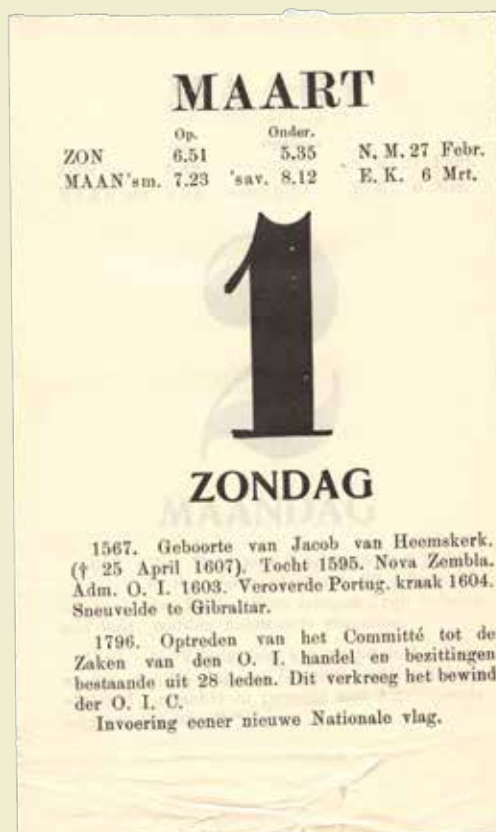 MAART
Op. Onder.
ZON 6.51 5.35 N. M. 27 Febr.
MAAN'sm. 7.23 'sav. 8.12 E. K. 6 Mrt.
1
ZONDAG
1567. Geboorte van Jacob van Heemskerk.
(† 25 April 1607). Tocht 1595. Nova Zembla.
Adm. O. I. 1603. Veroverde Portug. kraak 1604.
Sneuvelde te Gibraltar.
1796. Optreden van het Committé tot de
Zaken van den O. I. handel en bezittingen
bestaande uit 28 leden. Dit verkreeg het bewind
der O. I. C.
Invoering eener nieuwe Nationale vlag.